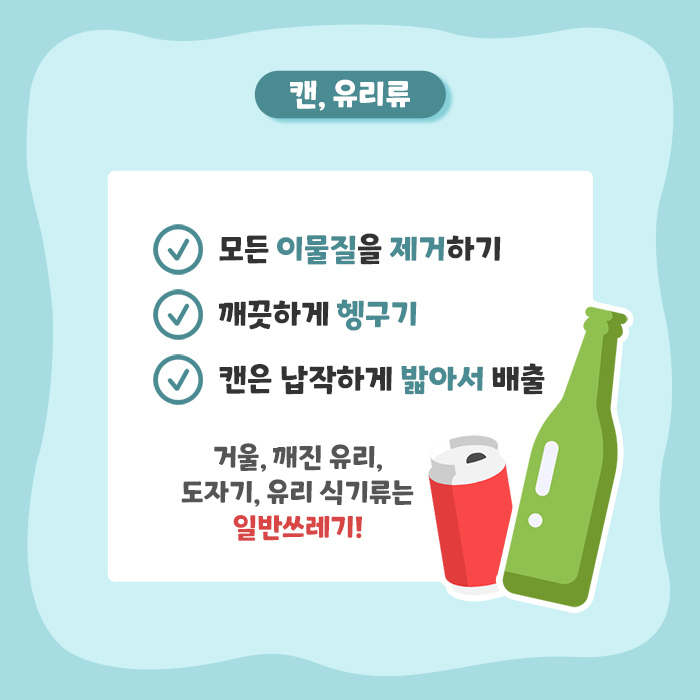 캔, 유리류
모든 이물질을 제거하기
깨끗하게 헹구기
캔은 납작하게 밟아서 배출
거울, 깨진 유리,
도자기, 유리 식기류는
일반쓰레기!